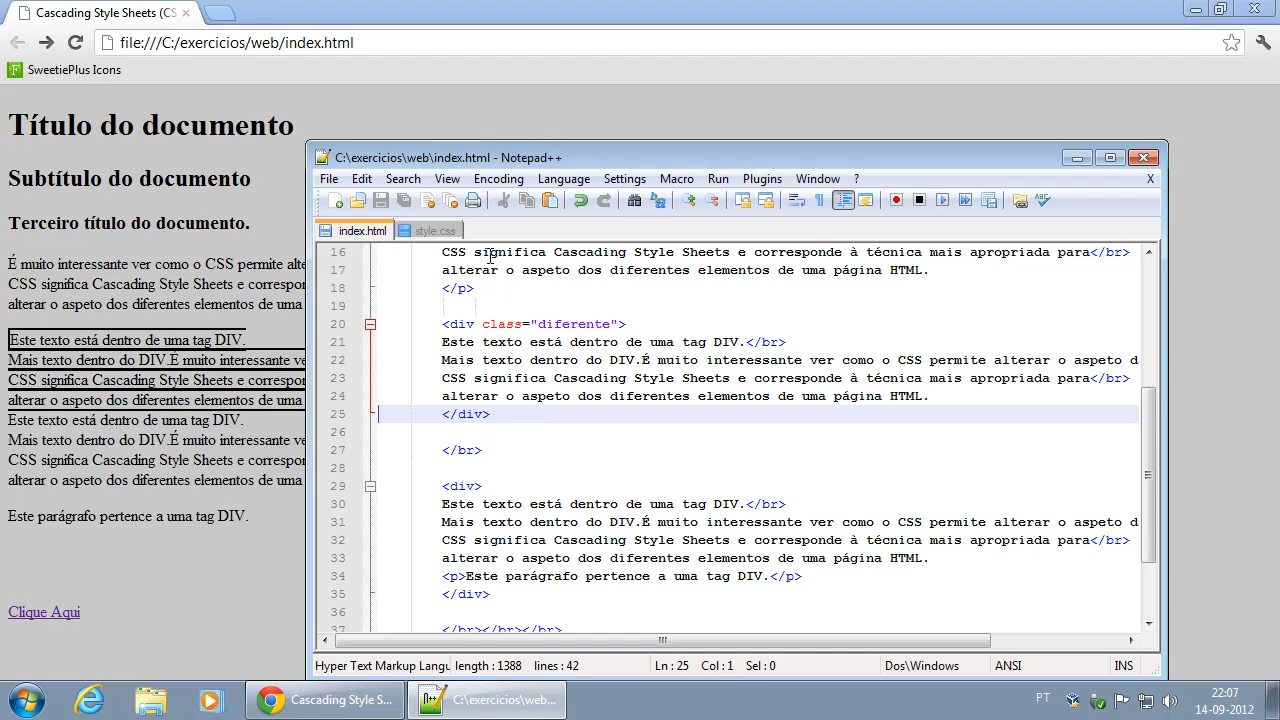 Cascading Style Sheets (CS
file:///C:/exercicios/web/index.html
SweetiePlus Icons
Título do documento
Subtítulo do documento
Terceiro título do documento.
É muito interessante ver como o CSS permite alte
CSS significa Cascading Style Sheets e correspon
alterar o aspeto dos diferentes elementos de uma
Este texto está dentro de uma tag DIV.
Mais texto dentro do DIV.É muito interessante ve
CSS significa Cascading Style Sheets e correspor
alterar o aspeto dos diferentes elementos de uma
Este texto está dentro de uma tag DIV.
Mais texto dentro do DIV.É muito interessante ve
CSS significa Cascading Style Sheets e correspor
alterar o aspeto dos diferentes elementos de uma
Este parágrafo pertence a uma tag DIV.
Clique Aqui
C:\exercicios\web\index.html - Notepad++
File Edit Search View Encoding Language Settings Macro Run Plugins Window ? X
index.html style.css
16 CSS significa Cascading Style Sheets e corresponde à técnica mais apropriada para</br>
17 alterar o aspeto dos diferentes elementos de uma página HTML.
18 </p>
19
20 <div class="diferente">
21 Este texto está dentro de uma tag DIV.</br>
22 Mais texto dentro do DIV.É muito interessante ver como o CSS permite alterar o aspeto d
23 CSS significa Cascading Style Sheets e corresponde à técnica mais apropriada para</br>
24 alterar o aspeto dos diferentes elementos de uma página HTML.
25 </div>
26
27 </br>
28
29 <div>
30 Este texto está dentro de uma tag DIV.</br>
31 Mais texto dentro do DIV.É muito interessante ver como o CSS permite alterar o aspeto d
32 CSS significa Cascading Style Sheets e corresponde à técnica mais apropriada para</br>
33 alterar o aspeto dos diferentes elementos de uma página HTML.
34 <p>Este parágrafo pertence a uma tag DIV.</p>
35 </div>
36
37 </br></br></br>
Hyper Text Markup Langu length : 1388 lines : 42 Ln : 25 Col : 1 Sel : 0 Dos\Windows ANSI INS
Cascading Style S... C:\exercicios\web... PT 22:07
14-09-2012